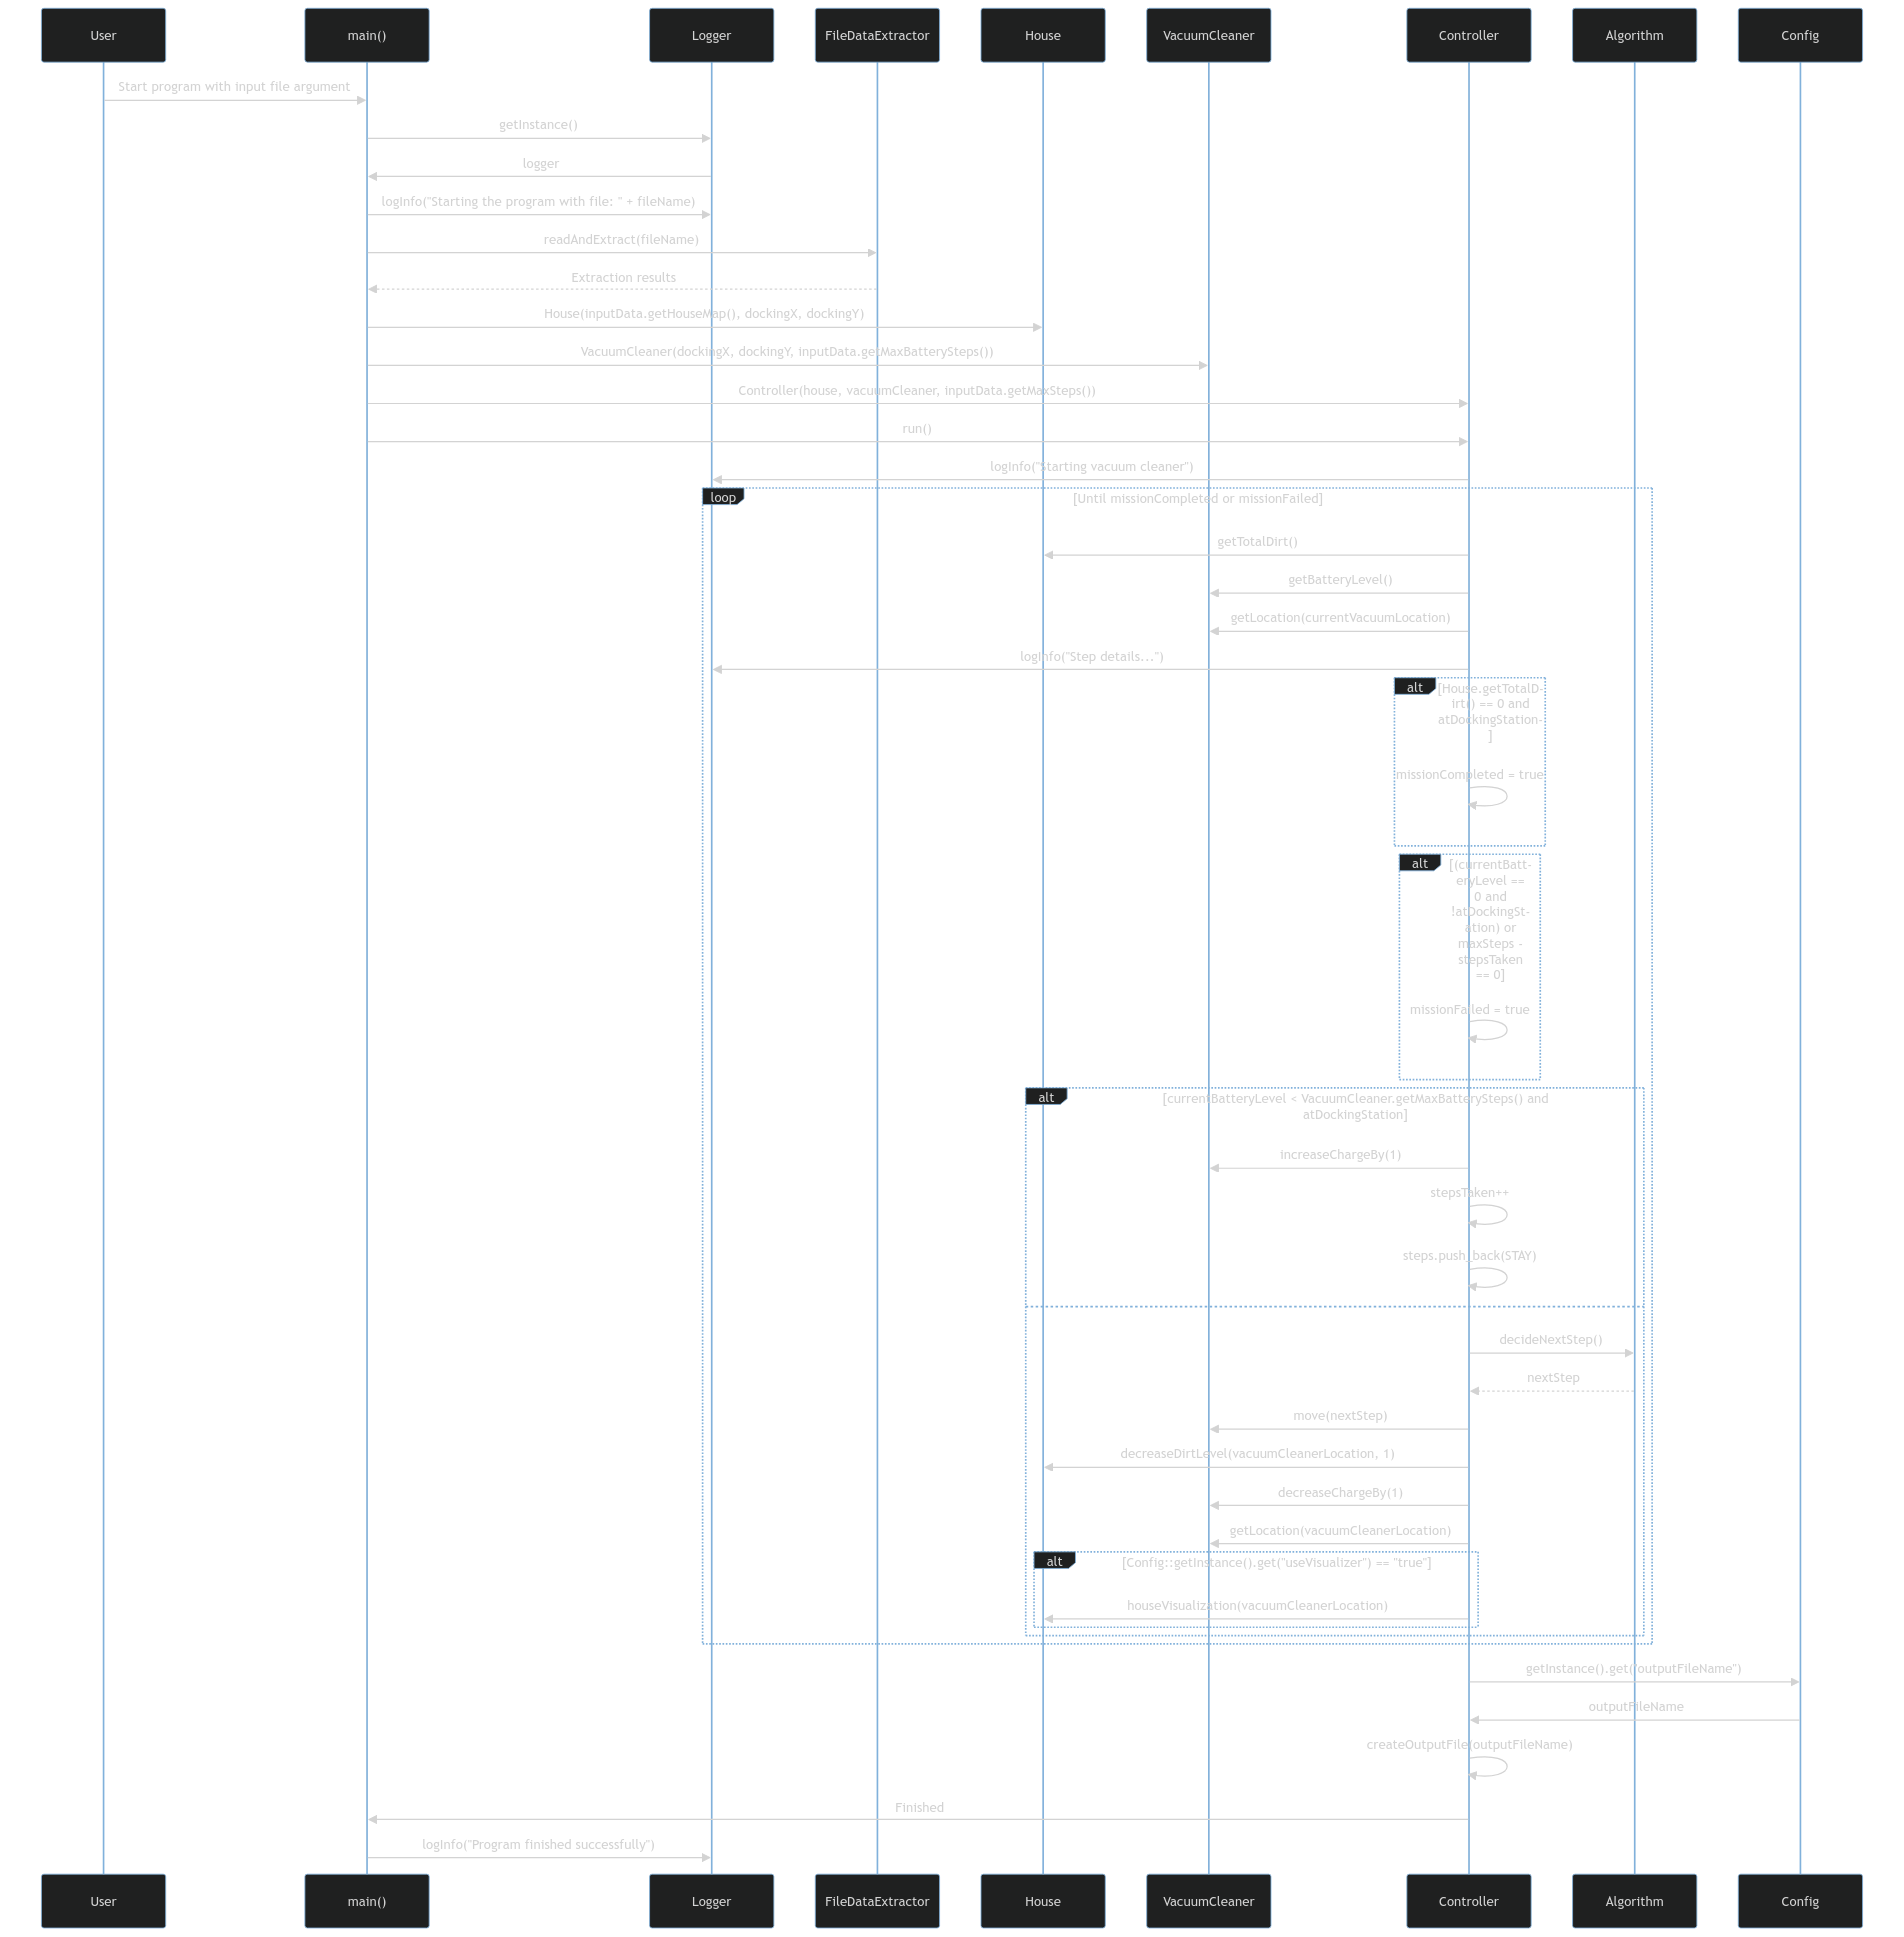 User
main()
Logger
FileDataExtractor
House
VacuumCleaner
Controller
Algorithm
Config
Start program with input file argument
getInstance()
logger
logInfo("Starting the program with file: " + fileName)
readAndExtract(fileName)
Extraction results
House(inputData.getHouseMap(), dockingX, dockingY)
VacuumCleaner(dockingX, dockingY, inputData.getMaxBatterySteps())
Controller(house, vacuumCleaner, inputData.getMaxSteps())
run()
logInfo("Starting vacuum cleaner")
loop
[Until missionCompleted or missionFailed]
getTotalDirt()
getBatteryLevel()
getLocation(currentVacuumLocation)
logInfo("Step details...")
alt
[House.getTotalD-
irt() == 0 and
atDockingStation-
]
missionCompleted = true
alt
[(currentBatt-
eryLevel ==
0 and
!atDockingSt-
ation) or
maxSteps -
stepsTaken
== 0]
missionFailed = true
alt
[currentBatteryLevel < VacuumCleaner.getMaxBatterySteps() and
atDockingStation]
increaseChargeBy(1)
stepsTaken++
steps.push_back(STAY)
decideNextStep()
nextStep
move(nextStep)
decreaseDirtLevel(vacuumCleanerLocation, 1)
decreaseChargeBy(1)
getLocation(vacuumCleanerLocation)
alt
[Config::getInstance().get("useVisualizer") == "true"]
houseVisualization(vacuumCleanerLocation)
getInstance().get("outputFileName")
outputFileName
createOutputFile(outputFileName)
Finished
logInfo("Program finished successfully")
User
main()
Logger
FileDataExtractor
House
VacuumCleaner
Controller
Algorithm
Config